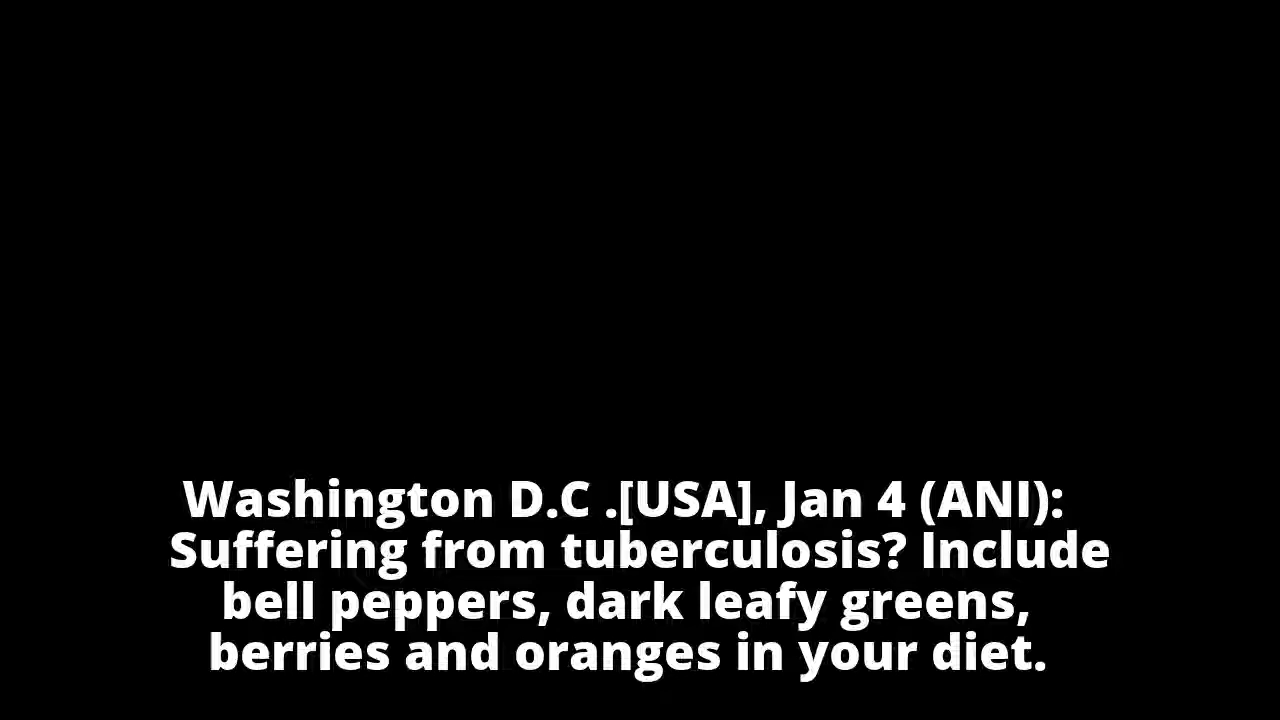 Washington D.C .[USA], Jan 4 (ANI):
Suffering from tuberculosis? Include
bell peppers, dark leafy greens,
berries and oranges in your diet.